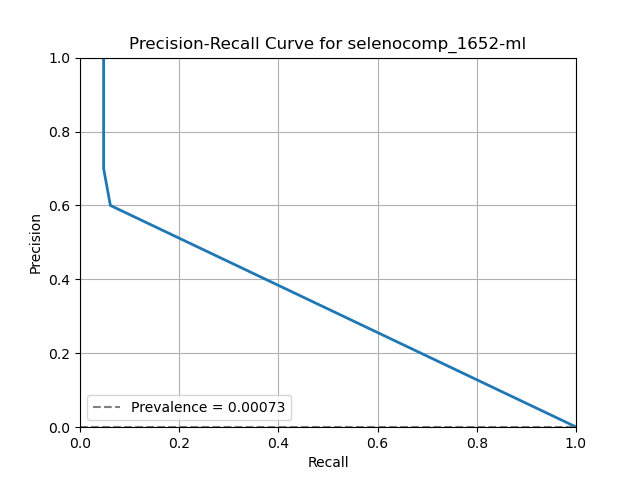 Precision-Recall Curve for selenocomp_1652-ml
1.0
0.8
0.6
0.4
0.2
0.0
Precision
Prevalence = 0.00073
0.0 0.2 0.4 0.6 0.8 1.0
Recall